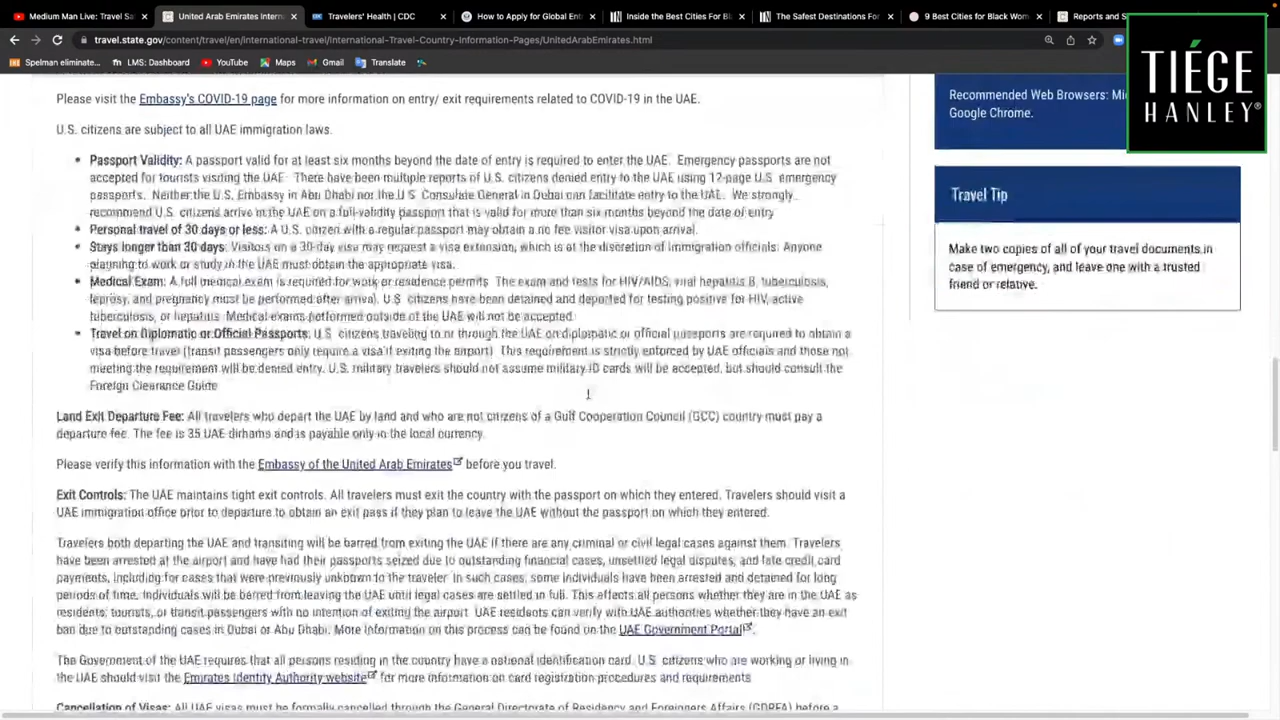 Medium Man Live: Travel Sa
United Arab Emirates Intern
Travelers' Health | CDC
How to Apply for Global Ent
Inside the Best Cities For Bl
The Safest Destinations For
9 Best Cities for Black Wom
Reports and S
travel.state.gov/content/travel/en/international-travel/International-Travel-Country-Information-Pages/UnitedArabEmirates.html
Spelman eliminate...
LMS: Dashboard
YouTube
Maps
Gmail
Translate
TIÉGE
HANLEY®
Please visit the Embassy's COVID-19 page for more information on entry/ exit requirements related to COVID-19 in the UAE.
U.S. citizens are subject to all UAE immigration laws.
Passport Validity: A passport valid for at least six months beyond the date of entry is required to enter the UAE. Emergency passports are not
accepted for tourists visiting the UAE. There have been multiple reports of U.S. citizens denied entry to the UAE using 12-page U.S. emergency
passports. Neither the U.S. Embassy in Abu Dhabi nor the U.S. Consulate General in Dubai can facilitate entry to the UAE. We strongly
recommend U.S. citizens arrive in the UAE on a full-validity passport that is valid for more than six months beyond the date of entry
Personal travel of 30 days or less: A U.S. citizen with a regular passport may obtain a no fee visitor visa upon arrival.
Stays longer than 30 days: Visitors on a 30-day visa may request a visa extension, which is at the discretion of immigration officials. Anyone
planning to work or study in the UAE must obtain the appropriate visa.
Medical Exam: A full medical exam is required for work or residence permits. The exam and tests for HIV/AIDS, viral hepatitis B, tuberculosis,
leprosy, and pregnancy must be performed after arrival. U.S. citizens have been detained and deported for testing positive for HIV, active
tuberculosis, or hepatitis. Medical exams performed outside of the UAE will not be accepted.
Travel on Diplomatic or Official Passports: U.S. citizens traveling to or through the UAE on diplomatic or official passports are required to obtain a
visa before travel (transit passengers only require a visa if exiting the airport). This requirement is strictly enforced by UAE officials and those not
meeting the requirement will be denied entry. U.S. military travelers should not assume military ID cards will be accepted, but should consult the
Foreign Clearance Guide
Land Exit Departure Fee: All travelers who depart the UAE by land and who are not citizens of a Gulf Cooperation Council (GCC) country must pay a
departure fee. The fee is 35 UAE dirhams and is payable only in the local currency.
Please verify this information with the Embassy of the United Arab Emirates before you travel.
Exit Controls: The UAE maintains tight exit controls. All travelers must exit the country with the passport on which they entered. Travelers should visit a
UAE immigration office prior to departure to obtain an exit pass if they plan to leave the UAE without the passport on which they entered.
Travelers both departing the UAE and transiting will be barred from exiting the UAE if there are any criminal or civil legal cases against them. Travelers
have been arrested at the airport and have had their passports seized due to outstanding financial cases, unsettled legal disputes, and late credit card
payments, including for cases that were previously unknown to the traveler. In such cases, some individuals have been arrested and detained for long
periods of time. Individuals will be barred from leaving the UAE until legal cases are settled in full. This affects all persons whether they are in the UAE as
residents, tourists, or transit passengers with no intention of exiting the airport. UAE residents can verify with UAE authorities whether they have an exit
ban due to outstanding cases in Dubai or Abu Dhabi. More Information on this process can be found on the UAE Government Portal.
The Government of the UAE requires that all persons residing in the country have a national identification card. U.S. citizens who are working or living in
the UAE should visit the Emirates Identity Authority website for more information on card registration procedures and requirements
Cancellation of Visas: All UAE visas must be formally cancelled through the General Directorate of Residency and Foreigners Affairs (GDRFA) before a
Recommended Web Browsers: Mi
Google Chrome.
Travel Tip
Make two copies of all of your travel documents in
case of emergency, and leave one with a trusted
friend or relative.